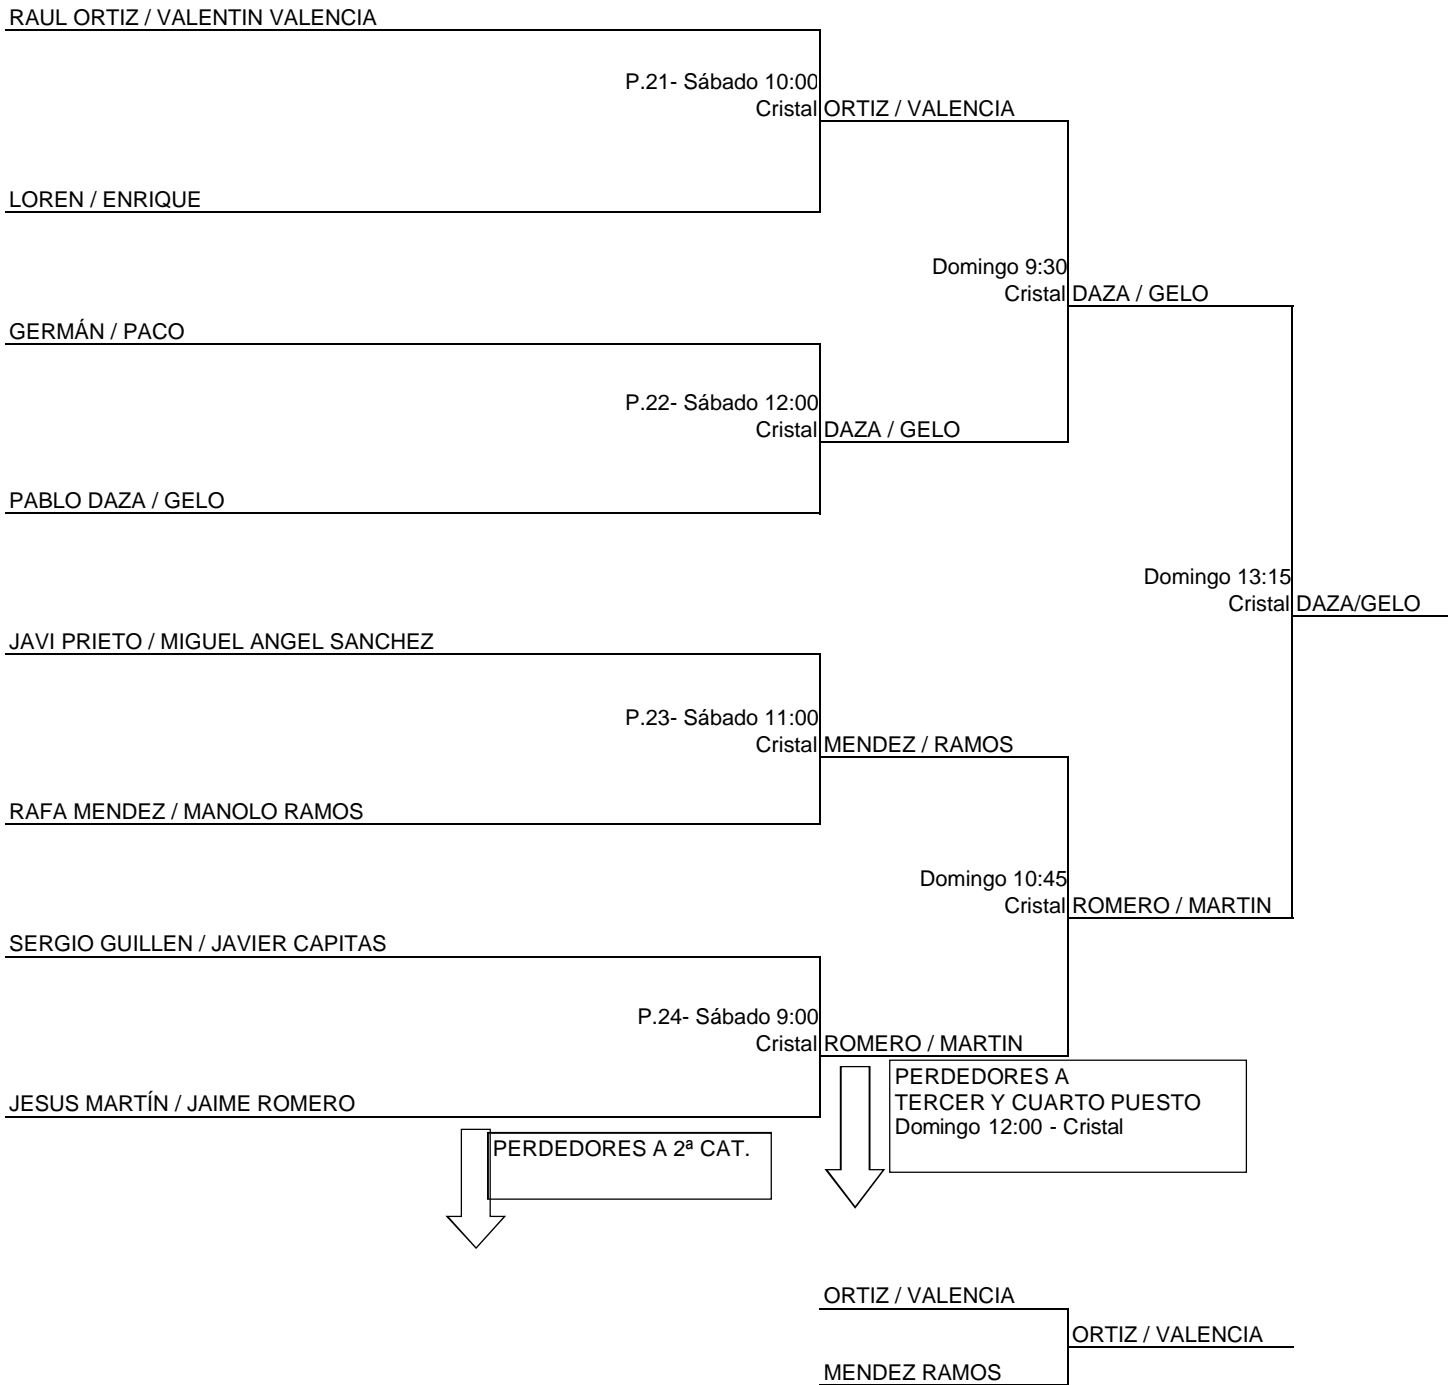 RAUL ORTIZ / VALENTIN VALENCIA
P.21- Sábado 10:00
Cristal
ORTIZ / VALENCIA
LOREN / ENRIQUE
Domingo 9:30
Cristal
DAZA / GELO
GERMÁN / PACO
P.22- Sábado 12:00
Cristal
DAZA / GELO
PABLO DAZA / GELO
Domingo 13:15
Cristal
DAZA/GELO
JAVI PRIETO / MIGUEL ANGEL SANCHEZ
P.23- Sábado 11:00
Cristal
MENDEZ / RAMOS
RAFA MENDEZ / MANOLO RAMOS
Domingo 10:45
Cristal
ROMERO / MARTIN
SERGIO GUILLEN / JAVIER CAPITAS
P.24- Sábado 9:00
Cristal
ROMERO / MARTIN
JESUS MARTÍN / JAIME ROMERO
PERDEDORES A
TERCER Y CUARTO PUESTO
Domingo 12:00 - Cristal
PERDEDORES A 2ª CAT.
ORTIZ / VALENCIA
ORTIZ / VALENCIA
MENDEZ RAMOS